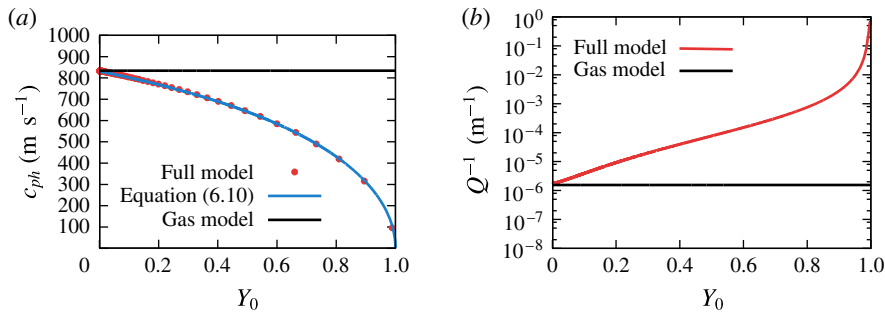 (a)
1000
900
800
700
600
500
400
300
200
100
0 0.2 0.4 0.6 0.8 1.0
c_ph (m s⁻¹)
Y₀
Full model
Equation (6.10)
Gas model
(b)
10⁰
10⁻¹
10⁻²
10⁻³
10⁻⁴
10⁻⁵
10⁻⁶
10⁻⁷
10⁻⁸
0 0.2 0.4 0.6 0.8 1.0
Q⁻¹ (m⁻¹)
Y₀
Full model
Gas model